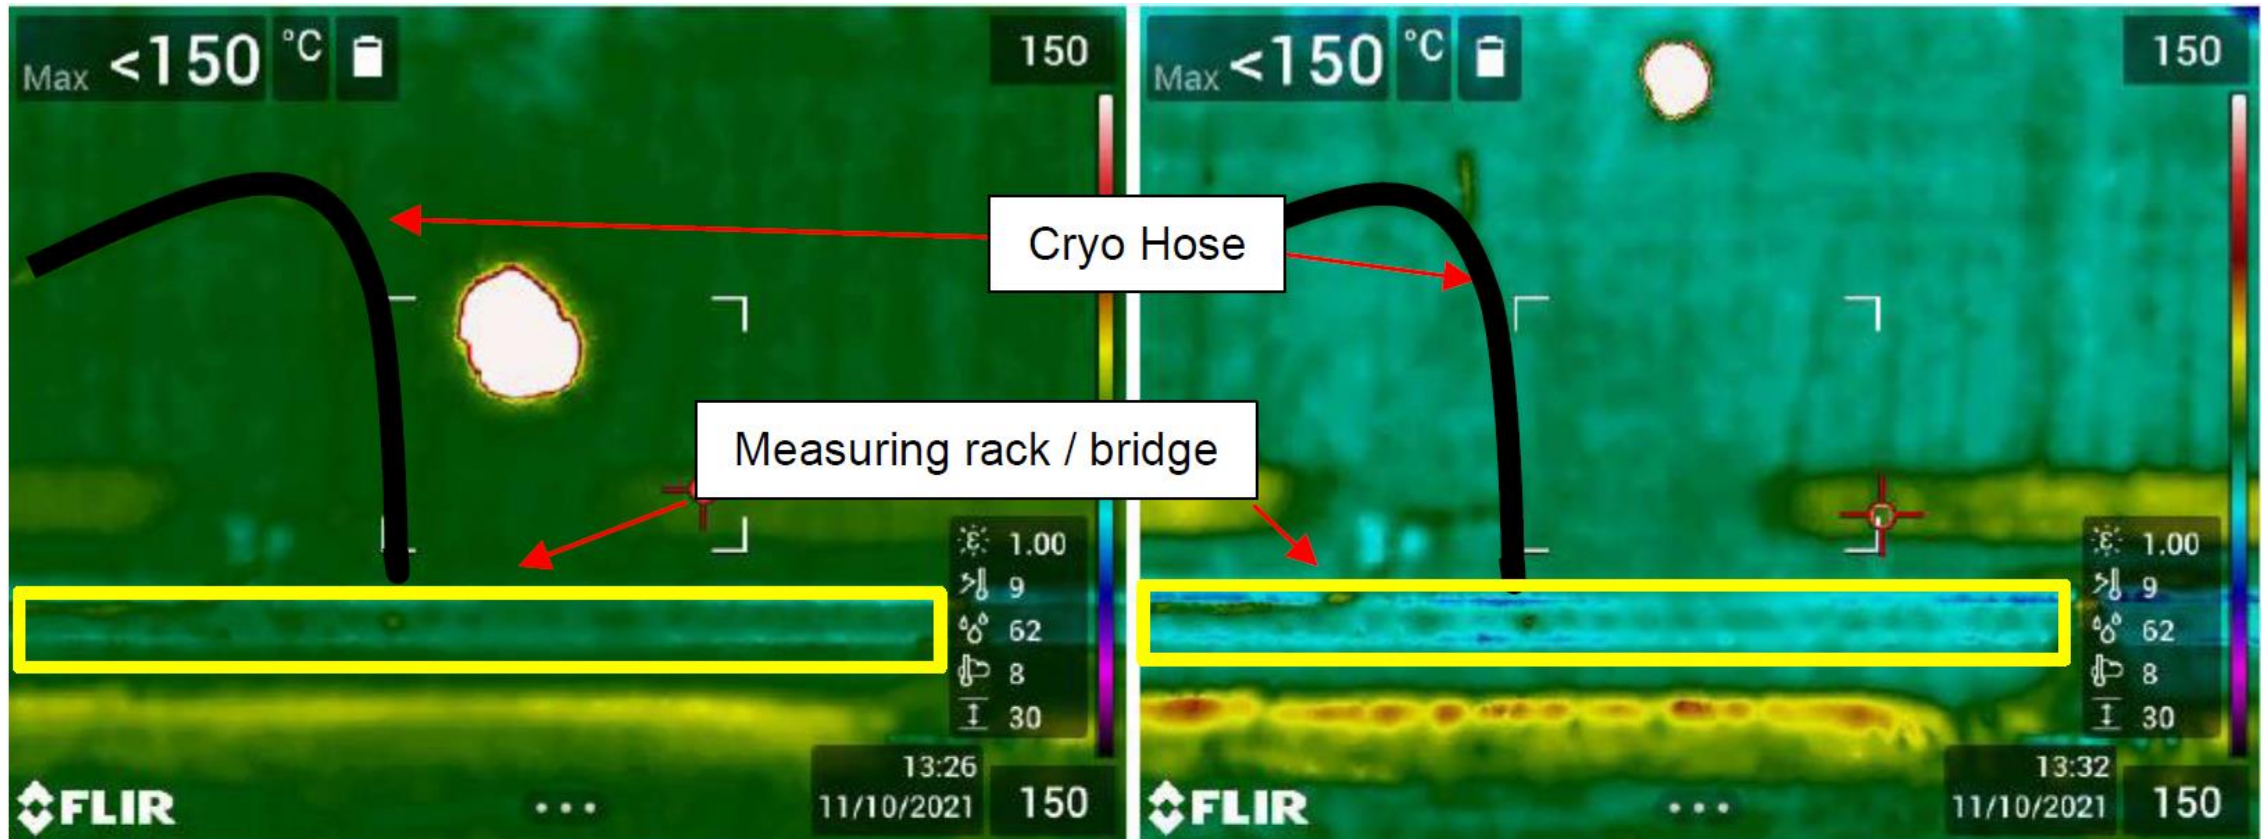 Max <150 °C
150
Max <150 °C
150
Cryo Hose
Measuring rack / bridge
ε 1.00
9
62
8
30
ε 1.00
9
62
8
30
13:26
11/10/2021
150
FLIR
13:32
11/10/2021
150
FLIR